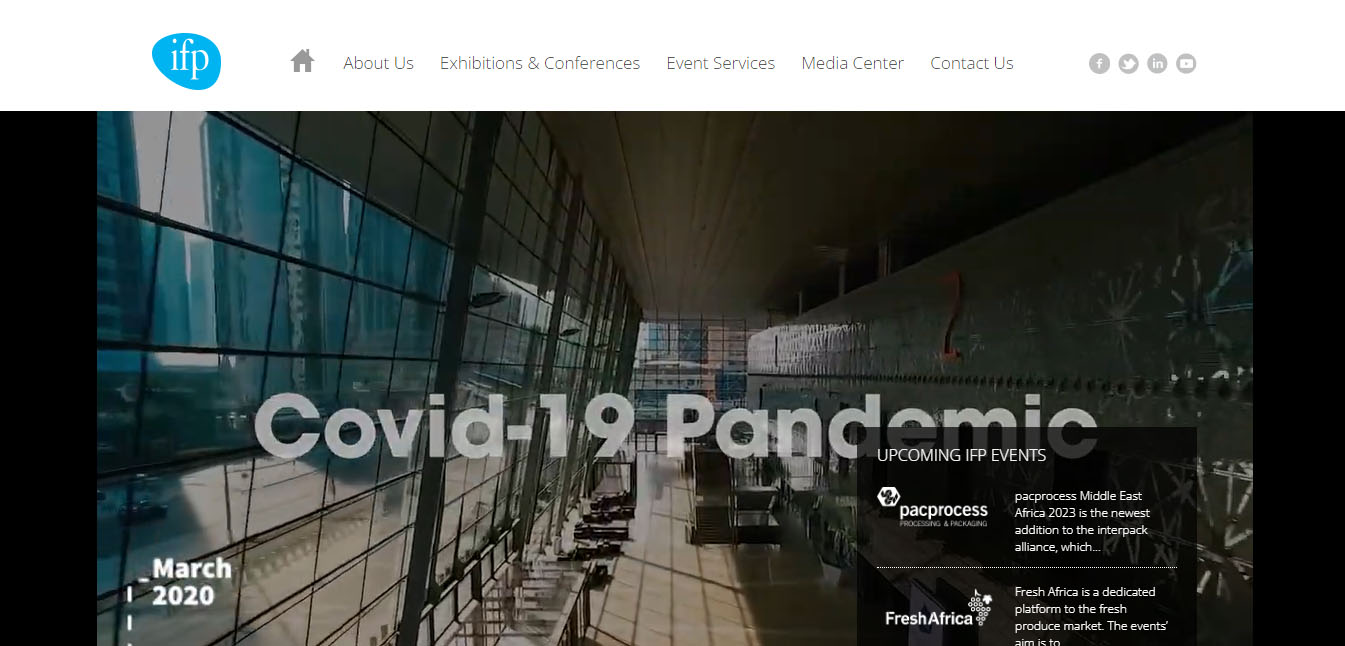 ifp
About Us
Exhibitions & Conferences
Event Services
Media Center
Contact Us
f
in
Covid-19 Pandemic
UPCOMING IFP EVENTS
pacprocess
PROCESSING & PACKAGING
pacprocess Middle East
Africa 2023 is the newest
addition to the interpack
alliance, which...
March
2020
FreshAfrica
Fresh Africa is a dedicated
platform to the fresh
produce market. The events’
aim is to